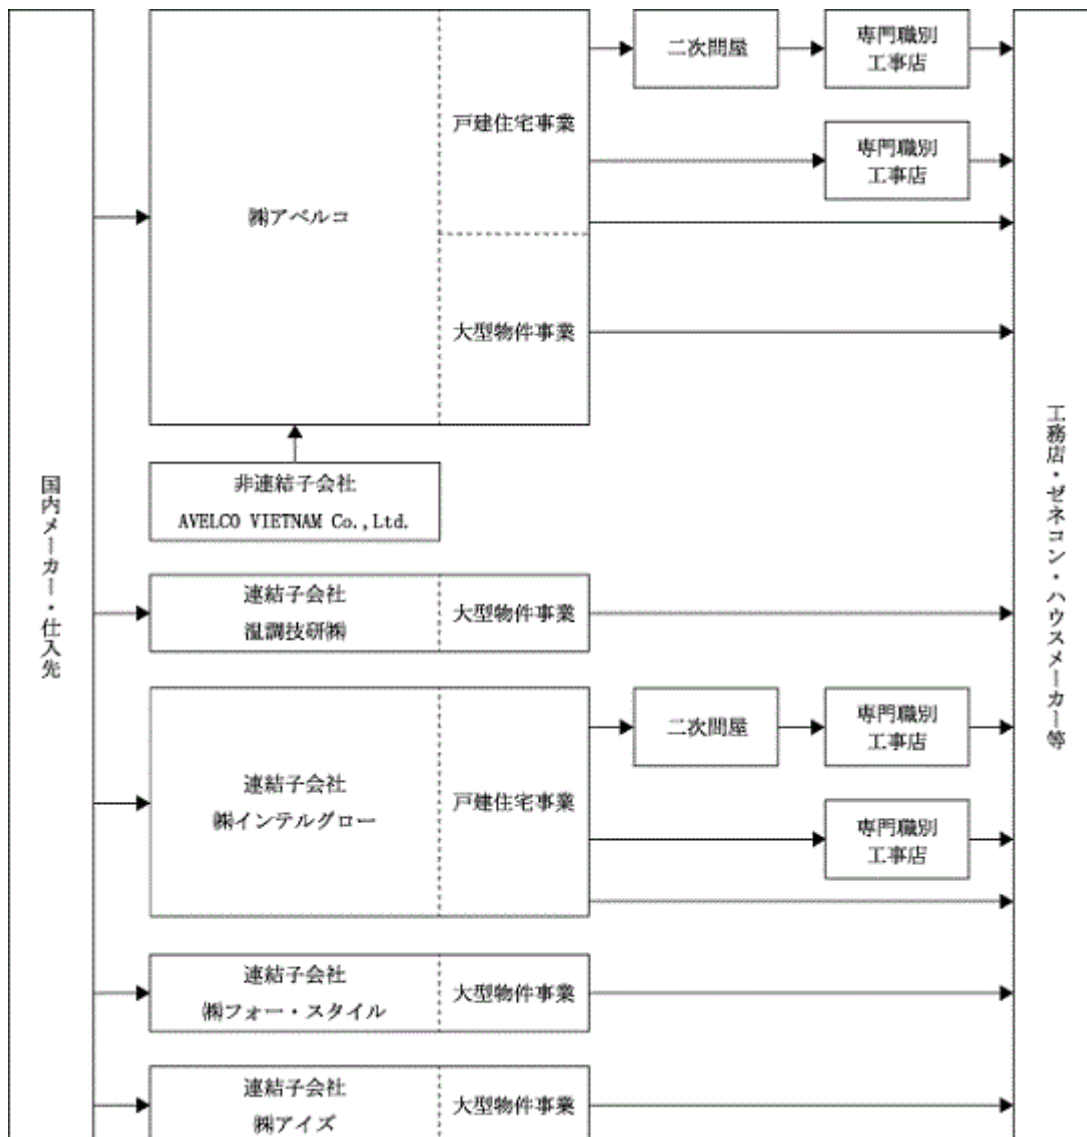 国内メーカー・仕入先
㈱アベルコ
戸建住宅事業
二次問屋
専門職別
工事店
専門職別
工事店
大型物件事業
非連結子会社
AVELCO VIETNAM Co.,Ltd.
連結子会社
温調技研㈱
大型物件事業
連結子会社
㈱インテルグロー
戸建住宅事業
二次問屋
専門職別
工事店
専門職別
工事店
連結子会社
㈱フォー・スタイル
大型物件事業
連結子会社
㈱アイズ
大型物件事業
工務店・ゼネコン・ハウスメーカー等